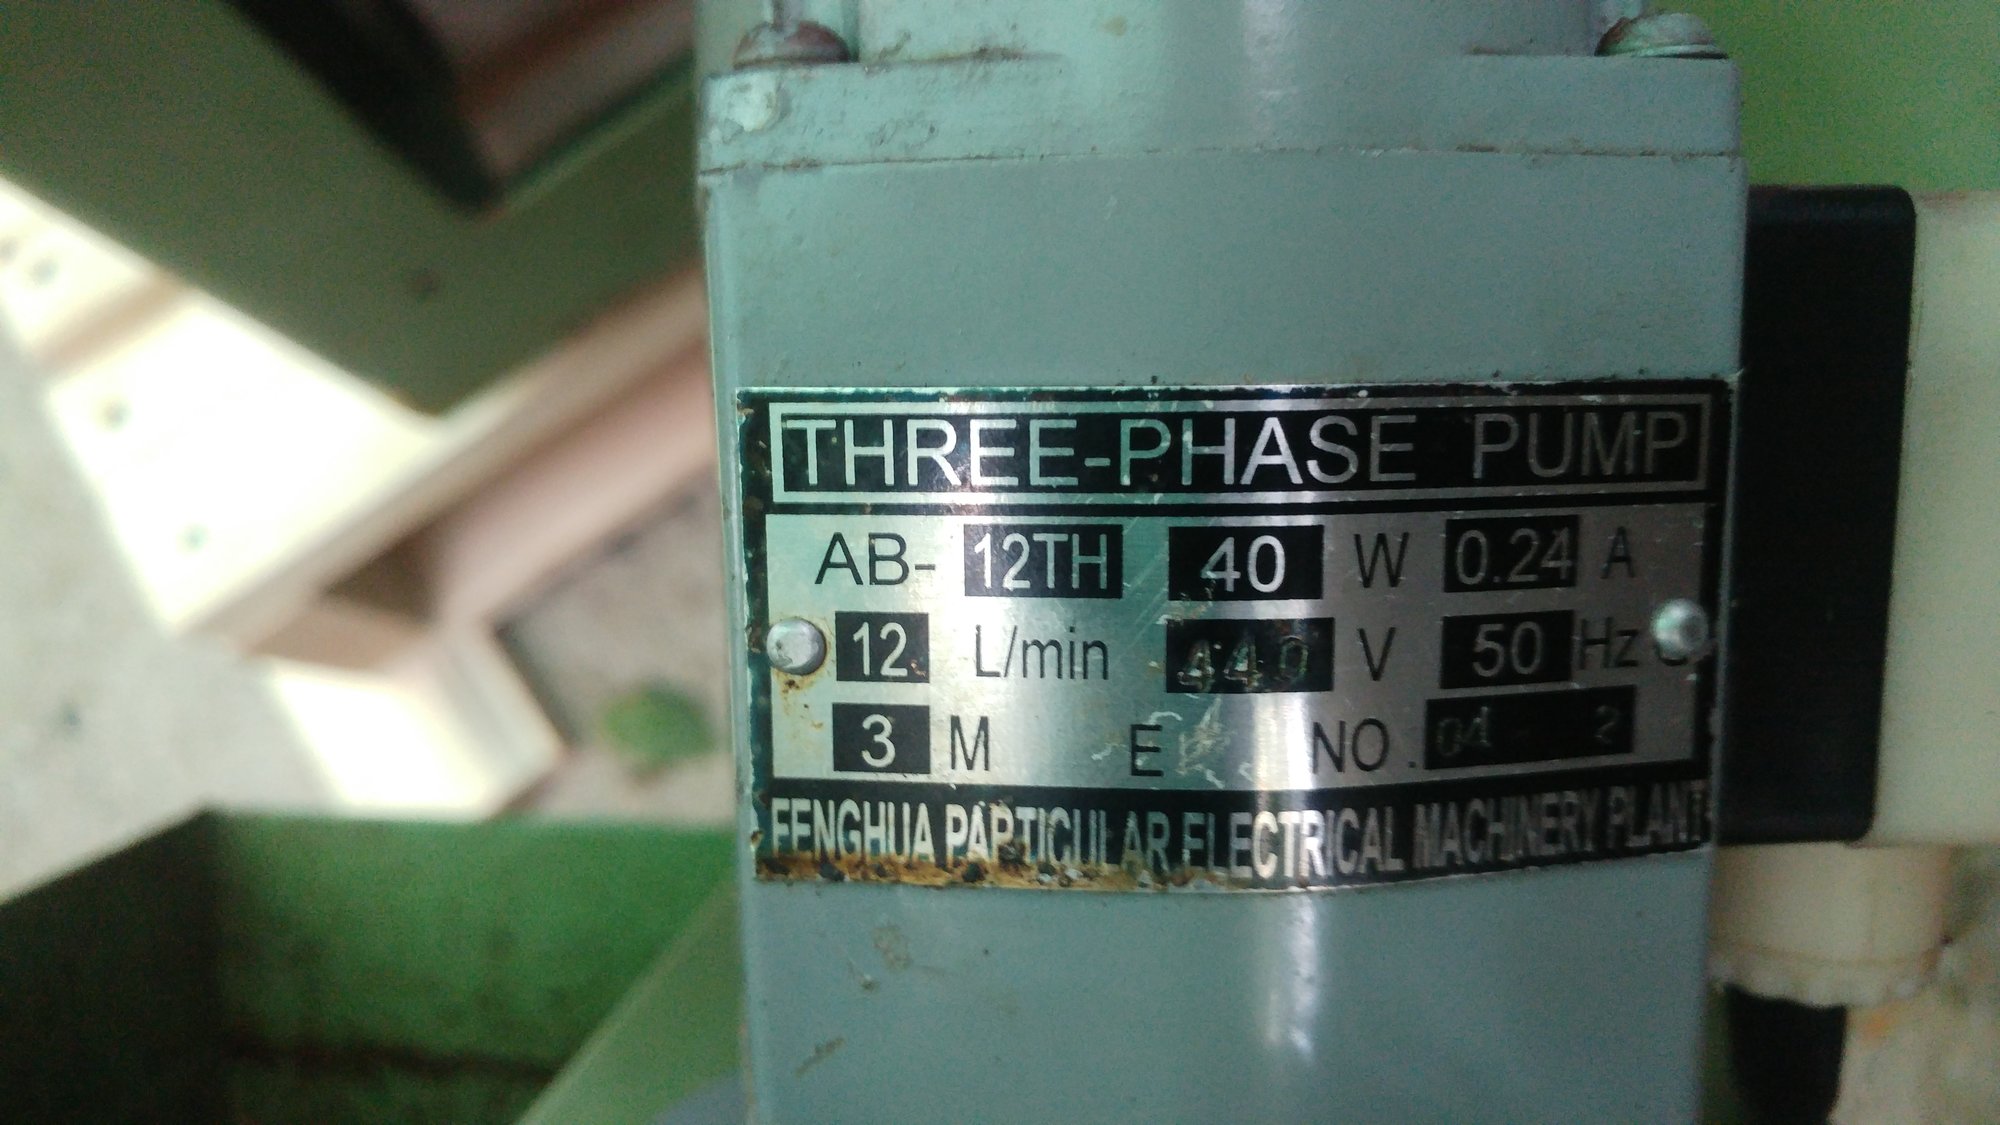 THREE-PHASE PUMP
AB-12TH 40 W 0.24 A
12 L/min 440 V 50 Hz
3 M E NO. 04 2
FENGHUA PARTICULAR ELECTRICAL MACHINERY PLANT